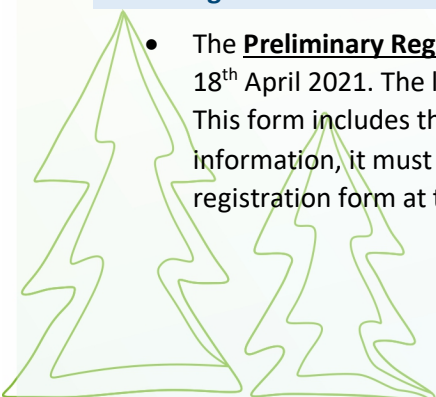 • The Preliminary Reg
18th April 2021. The
This form includes th
information, it must
registration form at